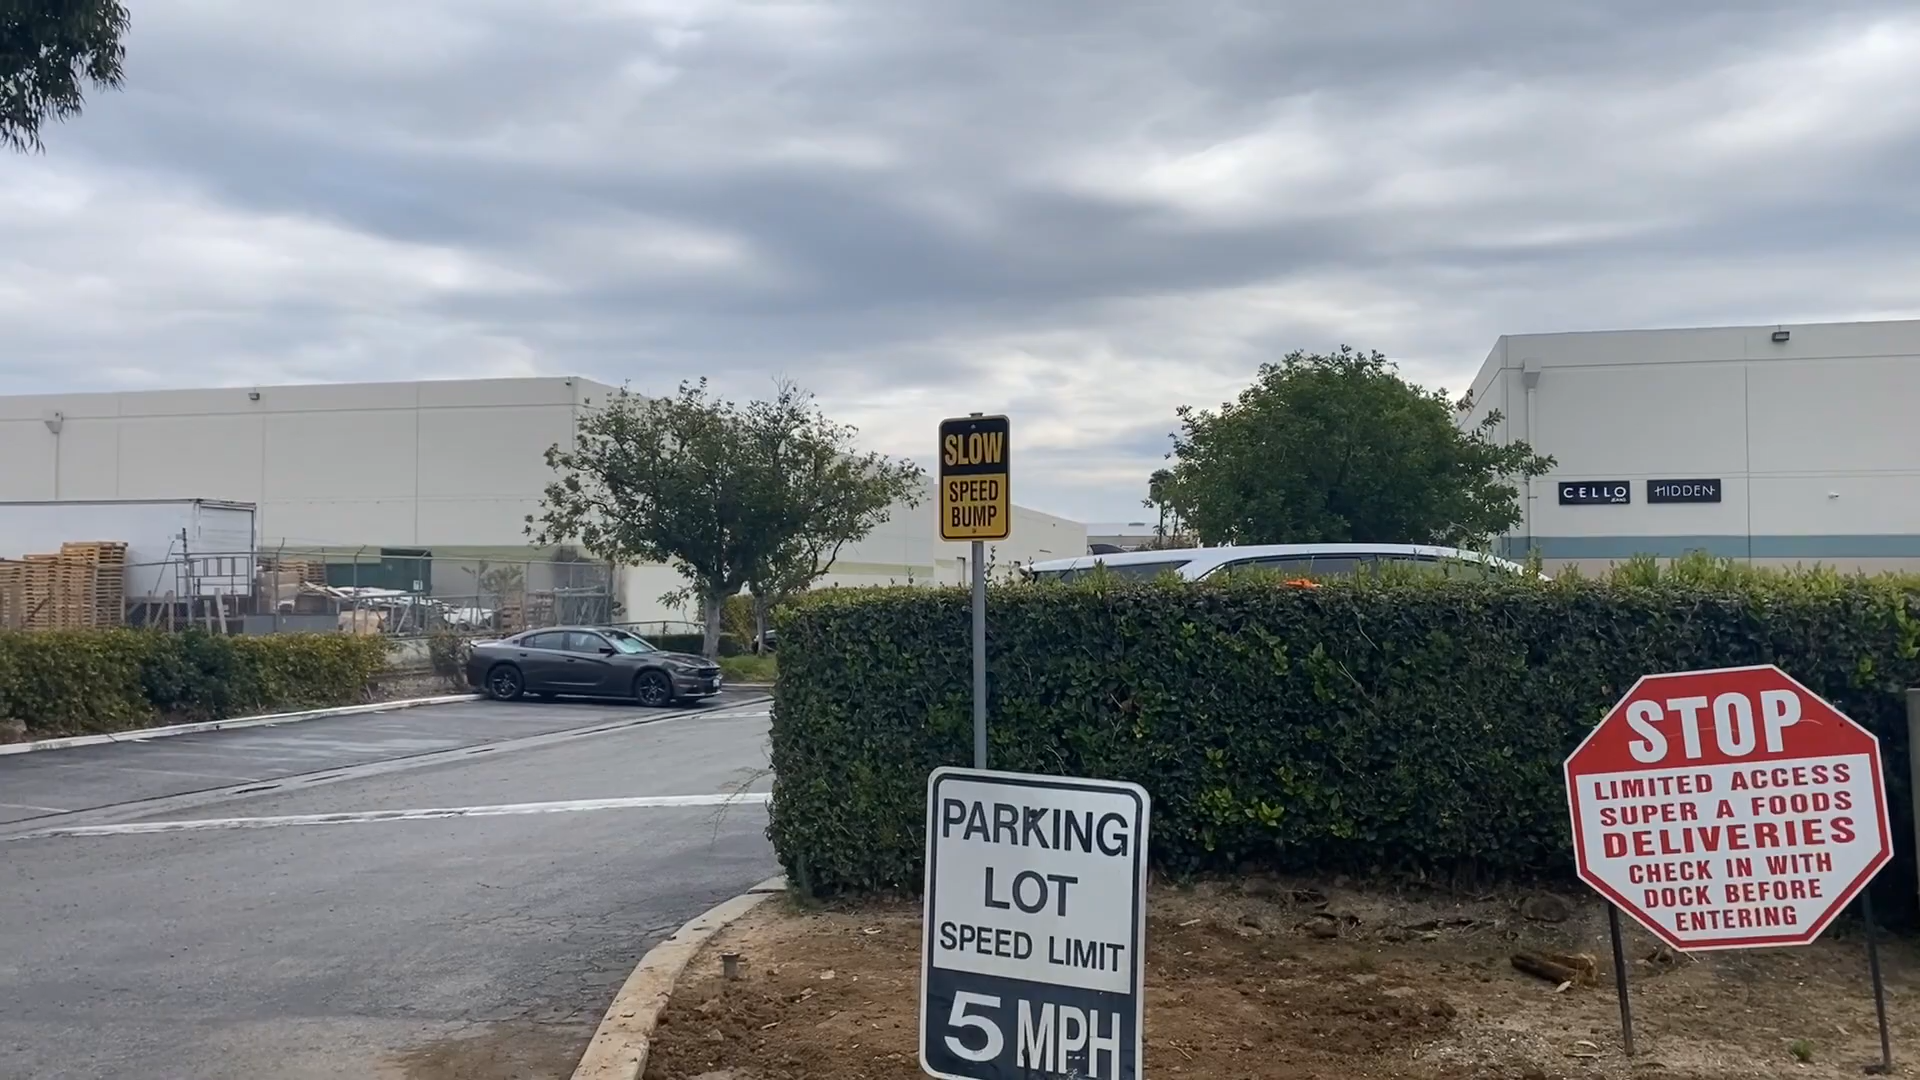 SLOW
SPEED
BUMP
CELLO
JEANS
HIDDEN
PARKING
LOT
SPEED LIMIT
5 MPH
STOP
LIMITED ACCESS
SUPER A FOODS
DELIVERIES
CHECK IN WITH
DOCK BEFORE
ENTERING